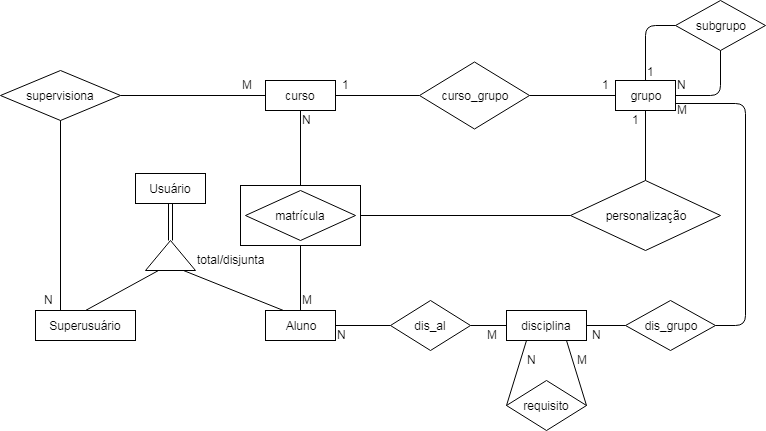 subgrupo
1
N
supervisiona
M
curso
1
curso_grupo
1
grupo
M
N
1
Usuário
matrícula
personalização
total/disjunta
N
M
Superusuário
Aluno
N
dis_al
M
disciplina
N
dis_grupo
N
M
requisito